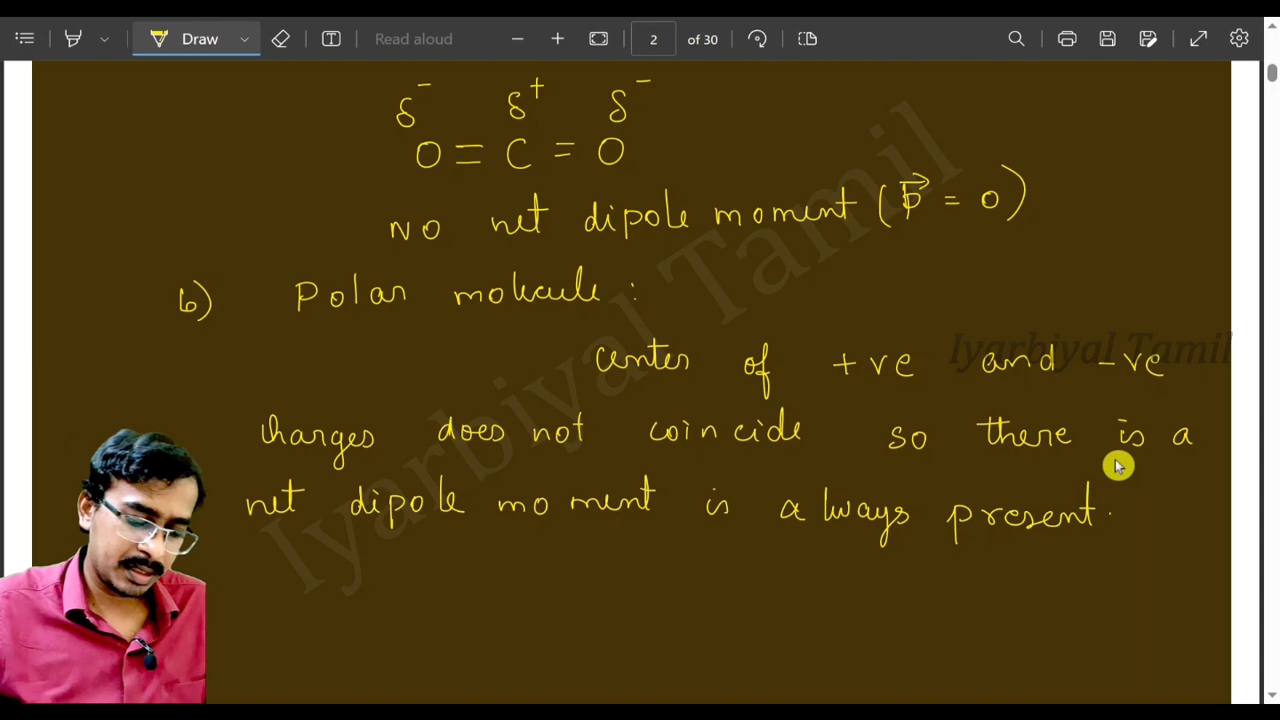 Draw
Read aloud
2
of 30
δ⁻ δ⁺ δ⁻
O = C = O
NO net dipole moment (p⃗ = 0)
b) Polar molecule :
center of +ve and -ve
charges does not coincide so there is a
net dipole moment is always present.
Iyarbiyal Tamil
Iyarbiyal Tamil